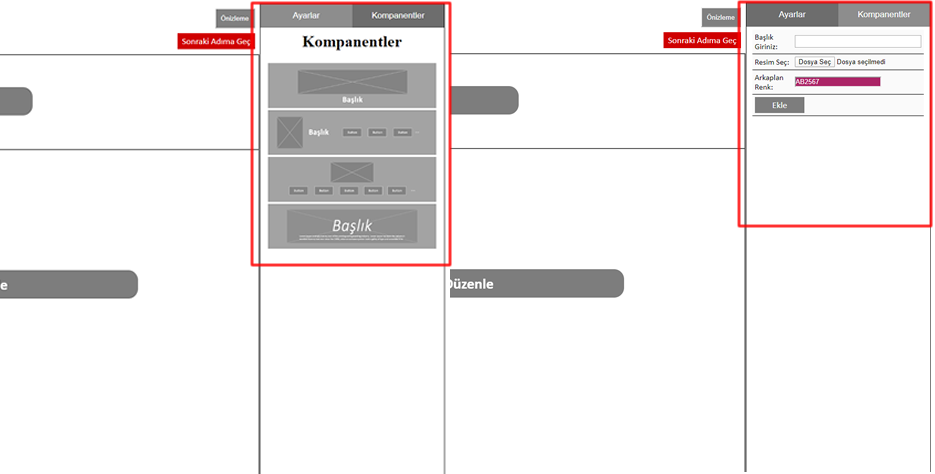 Önizleme
Sonraki Adıma Geç
Ayarlar
Kompanentler
Kompanentler
Başlık
Başlık
Başlık
e
Önizleme
Sonraki Adıma Geç
Düzenle
Ayarlar
Kompanentler
Başlık
Giriniz:
Resim Seç:
Dosya Seç
Dosya seçilmedi
Arkaplan
Renk:
AB2567
Ekle